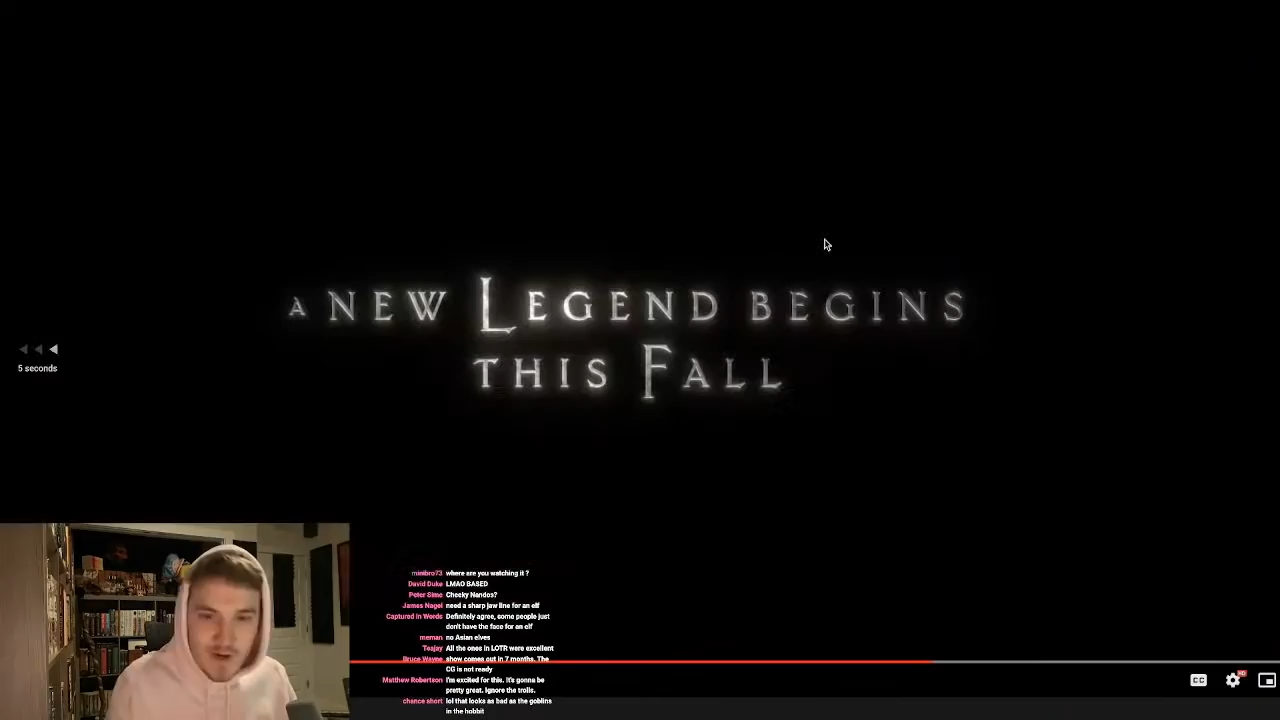 A NEW LEGEND BEGINS
THIS FALL
5 seconds
minibro73 where are you watching it ?
David Duke LMAO BASED
Peter Sime Cheeky Nandos?
James Nagel need a sharp jaw line for an elf
Captured in Words Definitely agree, some people just
don't have the face for an elf
meman no Asian elves
Teajay All the ones in LOTR were excellent
Bruce Wayne show comes out in 7 months. The
CG is not ready
Matthew Robertson I'm excited for this. It's gonna be
pretty great. Ignore the trolls.
chance short lol that looks as bad as the goblins
in the hobbit
CC
HD